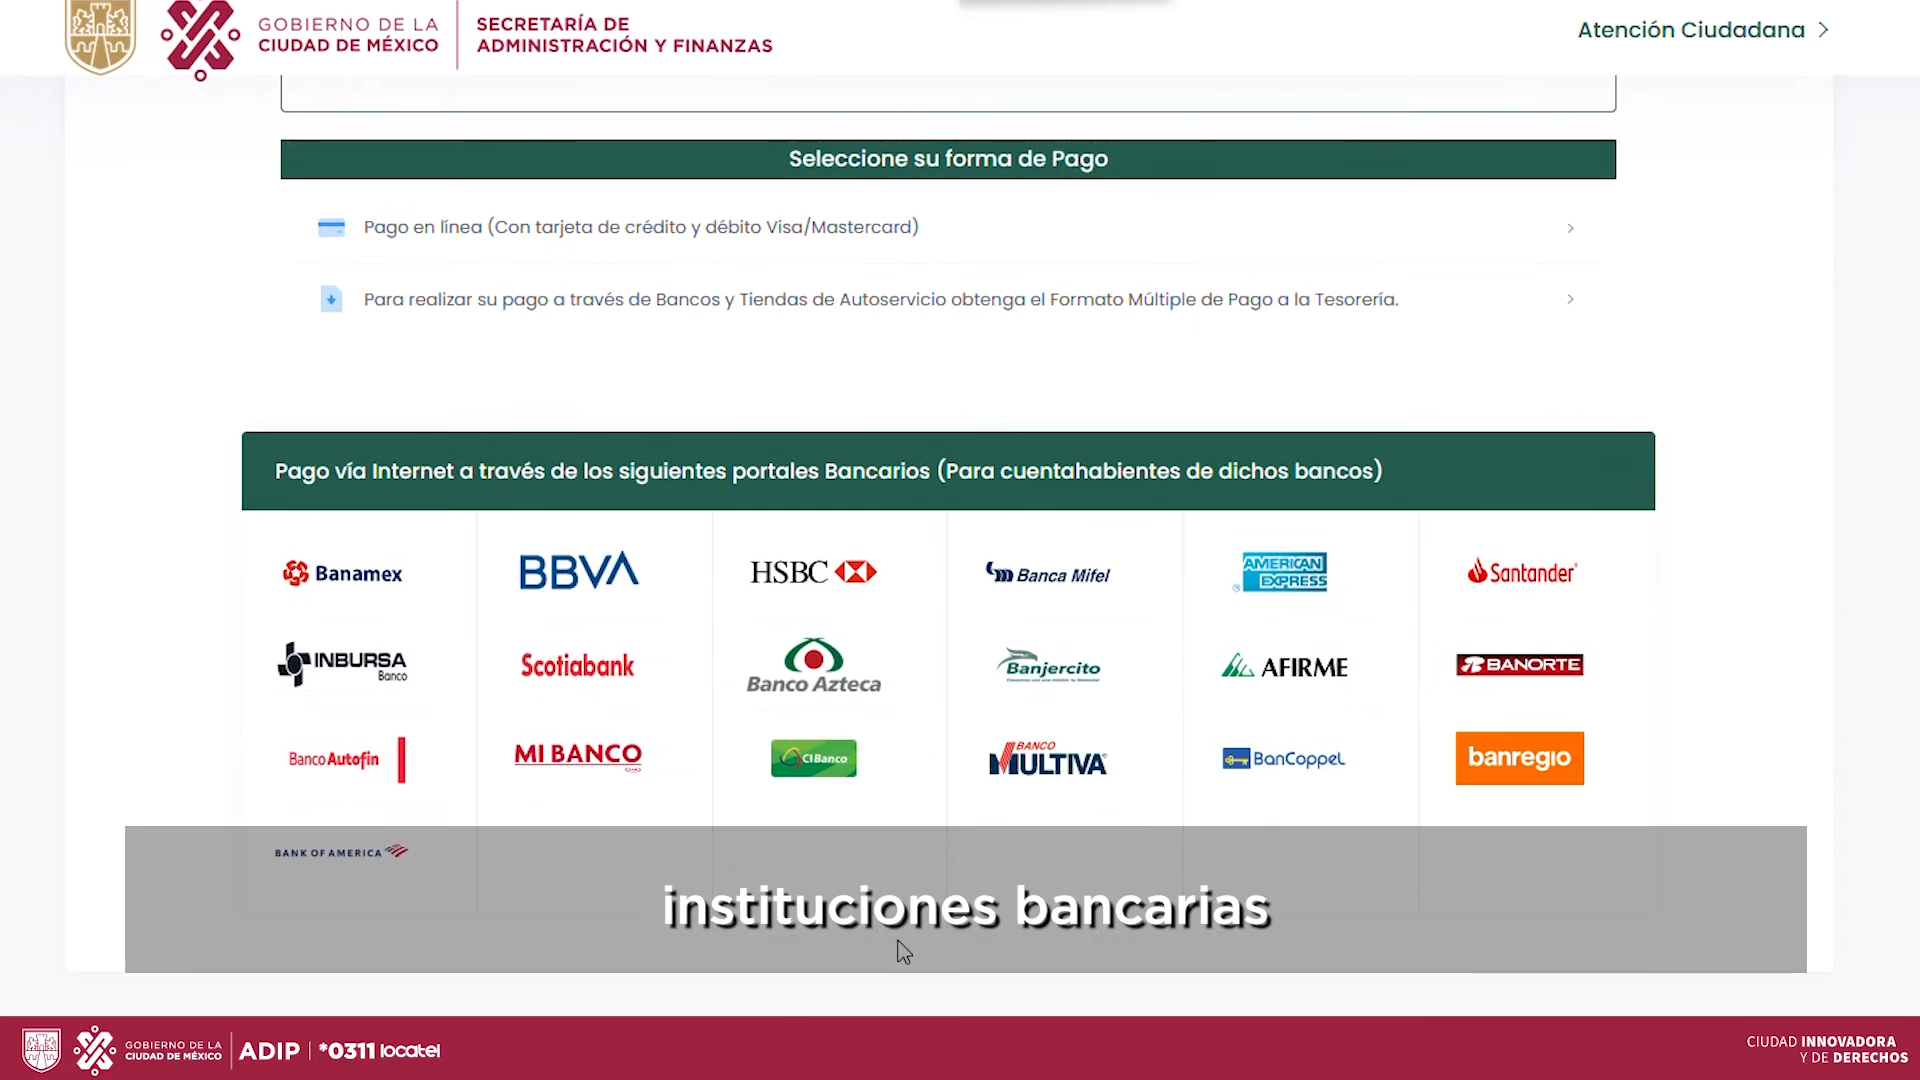 GOBIERNO DE LA
CIUDAD DE MÉXICO
SECRETARÍA DE
ADMINISTRACIÓN Y FINANZAS
Atención Ciudadana
Seleccione su forma de Pago
Pago en línea (Con tarjeta de crédito y débito Visa/Mastercard)
Para realizar su pago a través de Bancos y Tiendas de Autoservicio obtenga el Formato Múltiple de Pago a la Tesorería.
Pago vía Internet a través de los siguientes portales Bancarios (Para cuentahabientes de dichos bancos)
Banamex
BBVA
HSBC
Banca Mifel
AMERICAN
EXPRESS
Santander
INBURSA
Banco
Scotiabank
Banco Azteca
Banjercito
AFIRME
BANORTE
Banco Autofin
MI BANCO
CIBanco
BANCO
MULTIVA
BanCoppel
banregio
BANK OF AMERICA
instituciones bancarias
GOBIERNO DE LA
CIUDAD DE MÉXICO
ADIP
*0311 locatel
CIUDAD INNOVADORA
Y DE DERECHOS